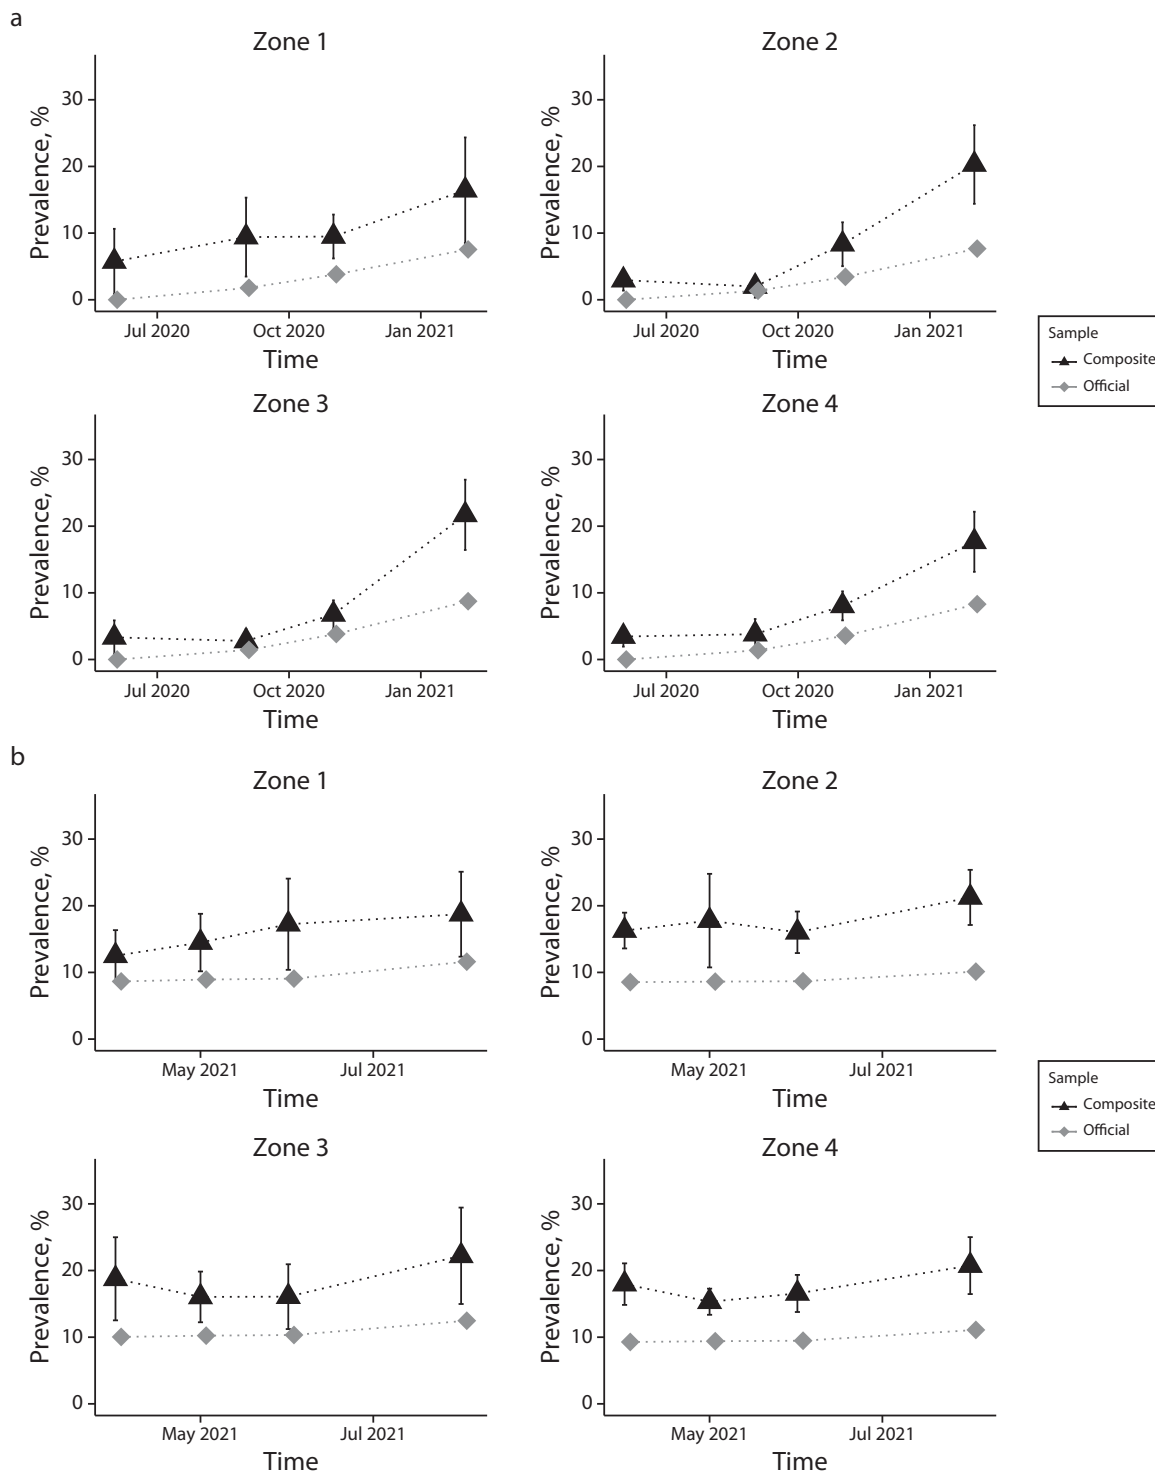 a
Zone 1
Zone 2
Prevalence, %
30
20
10
0
Jul 2020
Oct 2020
Jan 2021
Time
Prevalence, %
30
20
10
0
Jul 2020
Oct 2020
Jan 2021
Time
Sample
Composite
Official
Zone 3
Zone 4
Prevalence, %
30
20
10
0
Jul 2020
Oct 2020
Jan 2021
Time
Prevalence, %
30
20
10
0
Jul 2020
Oct 2020
Jan 2021
Time
b
Zone 1
Zone 2
Prevalence, %
30
20
10
0
May 2021
Jul 2021
Time
Prevalence, %
30
20
10
0
May 2021
Jul 2021
Time
Sample
Composite
Official
Zone 3
Zone 4
Prevalence, %
30
20
10
0
May 2021
Jul 2021
Time
Prevalence, %
30
20
10
0
May 2021
Jul 2021
Time